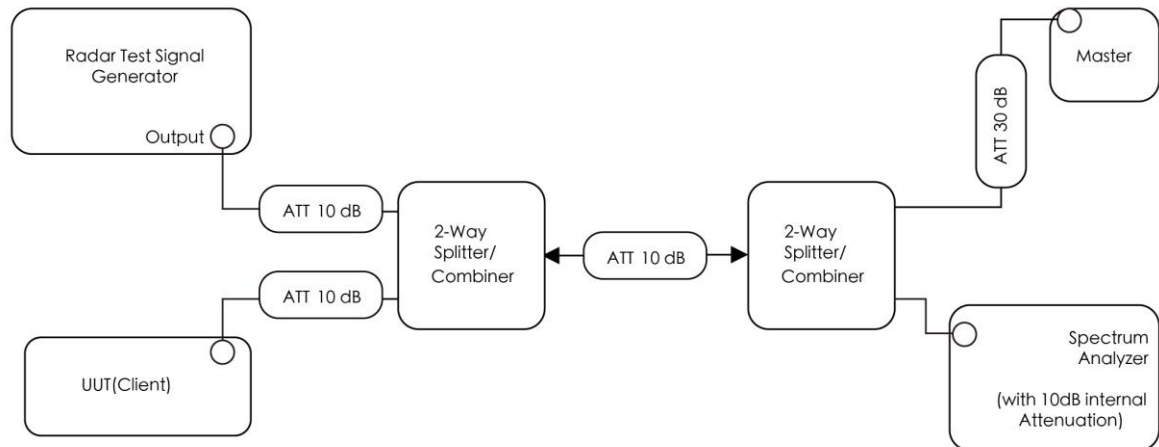 Radar Test Signal
Generator
Output
ATT 10 dB
UUT(Client)
ATT 10 dB
2-Way
Splitter/
Combiner
ATT 10 dB
2-Way
Splitter/
Combiner
ATT 30 dB
Master
Spectrum
Analyzer
(with 10dB internal
Attenuation)